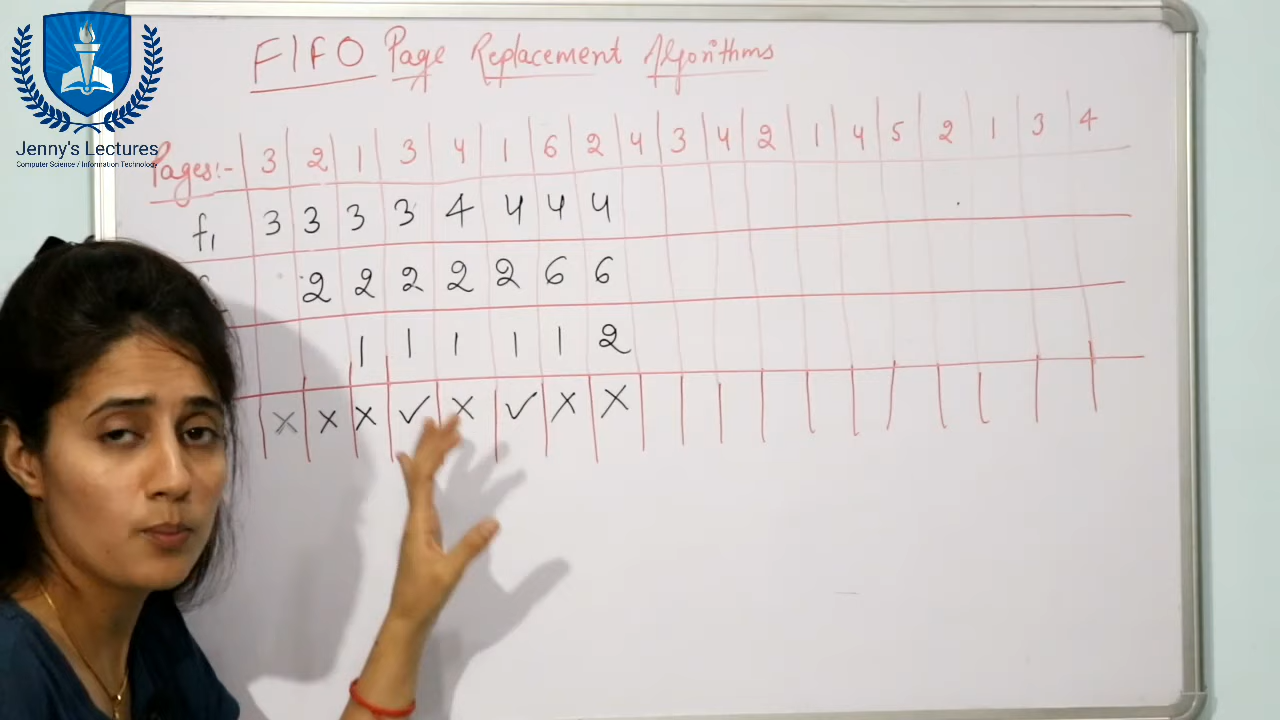 Jenny's Lectures
Computer Science / Information Technology
FIFO Page Replacement Algorithms
Pages:- 3 2 1 3 4 1 6 2 4 3 4 2 1 4 5 2 1 3 4
f1 3 3 3 3 4 4 4 4
2 2 2 2 2 6 6
1 1 1 1 1 2
X X X ✓ X ✓ X X